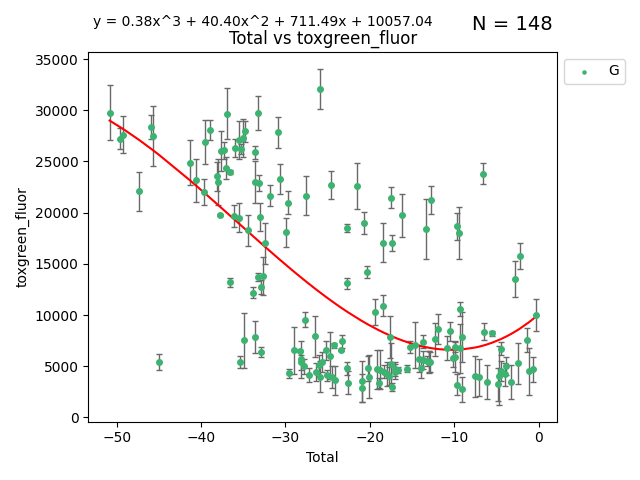 y = 0.38x^3 + 40.40x^2 + 711.49x + 10057.04
N = 148
Total vs toxgreen_fluor
G
toxgreen_fluor
35000
30000
25000
20000
15000
10000
5000
0
−50
−40
−30
−20
−10
0
Total